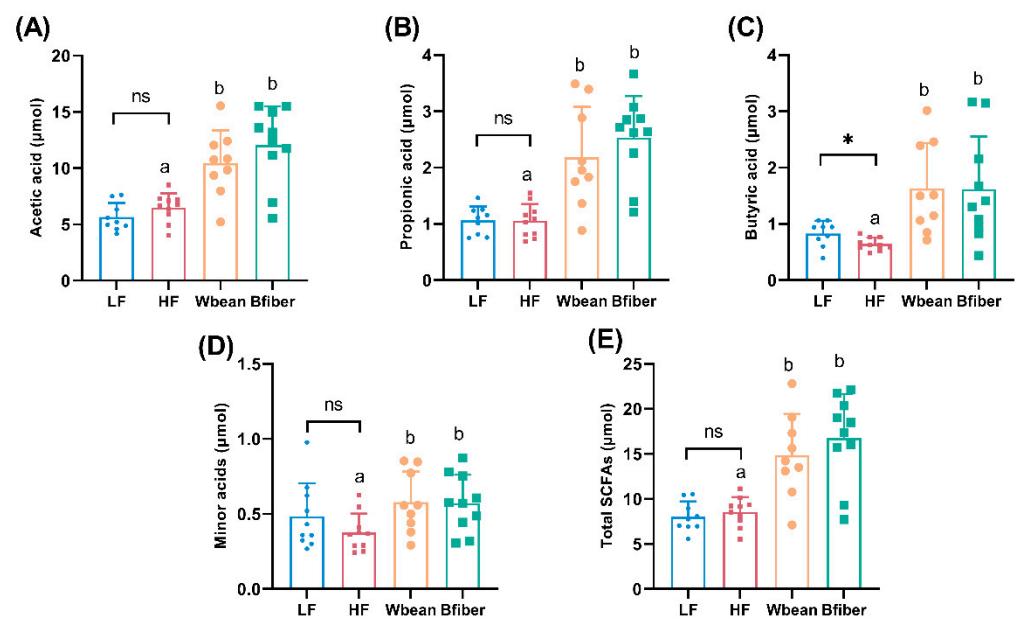 (A)
Acetic acid (µmol)
20
15
10
5
0
ns
a
b
b
LF HF Wbean Bfiber
(B)
Propionic acid (µmol)
4
3
2
1
0
ns
a
b
b
LF HF Wbean Bfiber
(C)
Butyric acid (µmol)
4
3
2
1
0
*
a
b
b
LF HF Wbean Bfiber
(D)
Minor acids (µmol)
1.5
1.0
0.5
0.0
ns
a
b
b
LF HF Wbean Bfiber
(E)
Total SCFAs (µmol)
25
20
15
10
5
0
ns
a
b
b
LF HF Wbean Bfiber